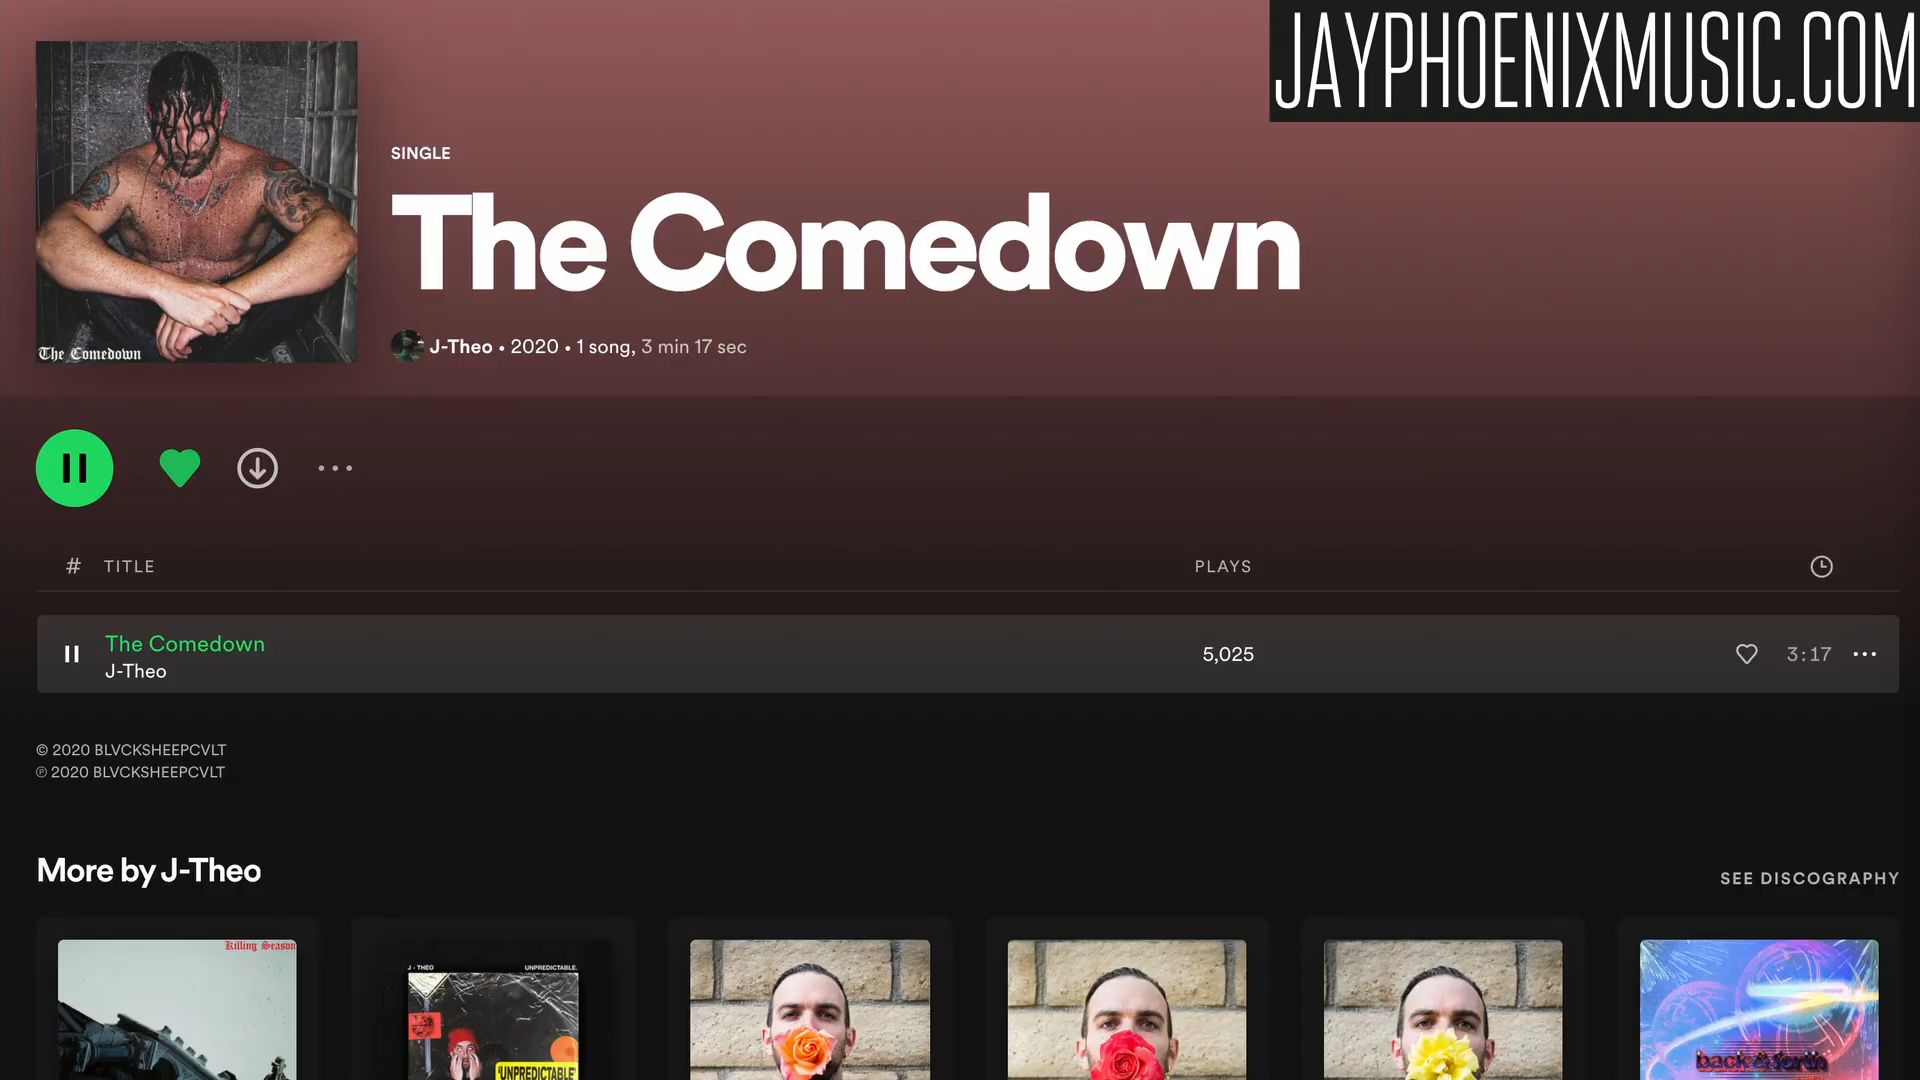 JAYPHOENIXMUSIC.COM
SINGLE
The Comedown
The Comedown
J-Theo • 2020 • 1 song, 3 min 17 sec
# TITLE PLAYS
The Comedown
J-Theo
5,025
3:17
© 2020 BLVCKSHEEPCVLT
℗ 2020 BLVCKSHEEPCVLT
More by J-Theo
SEE DISCOGRAPHY
Killing Season
J - THEO UNPREDICTABLE.
'UNPREDICTABLE'
back&forth